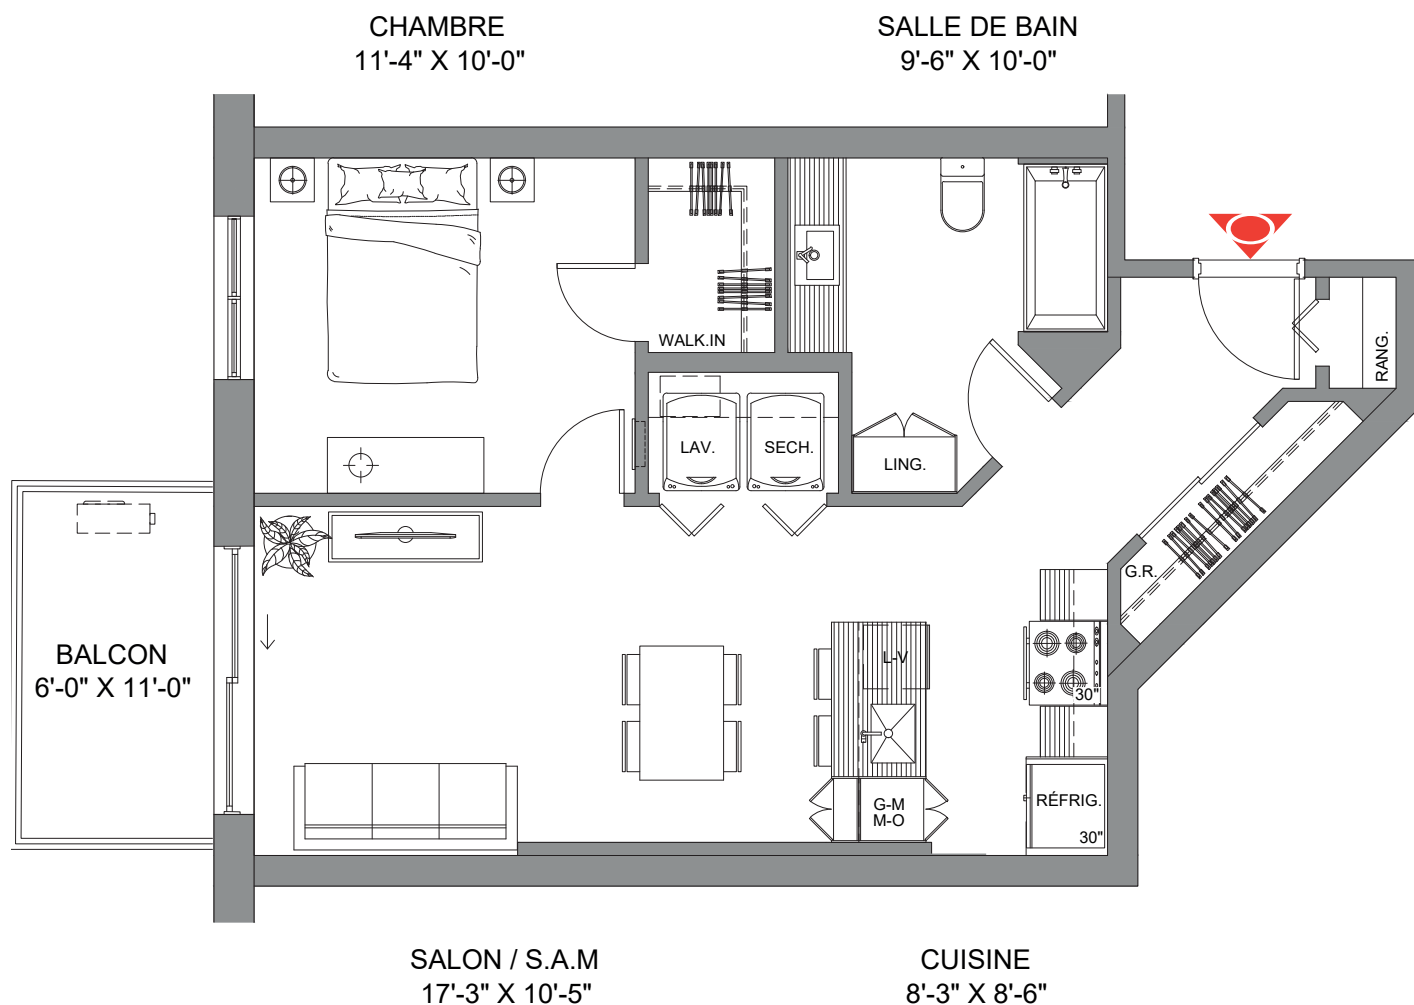 CHAMBRE
11'-4" X 10'-0"
SALLE DE BAIN
9'-6" X 10'-0"
WALK.IN
RANG.
LAV.
SECH.
LING.
G.R.
BALCON
6'-0" X 11'-0"
L-V
30"
RÉFRIG.
30"
G-M
M-O
SALON / S.A.M
17'-3" X 10'-5"
CUISINE
8'-3" X 8'-6"